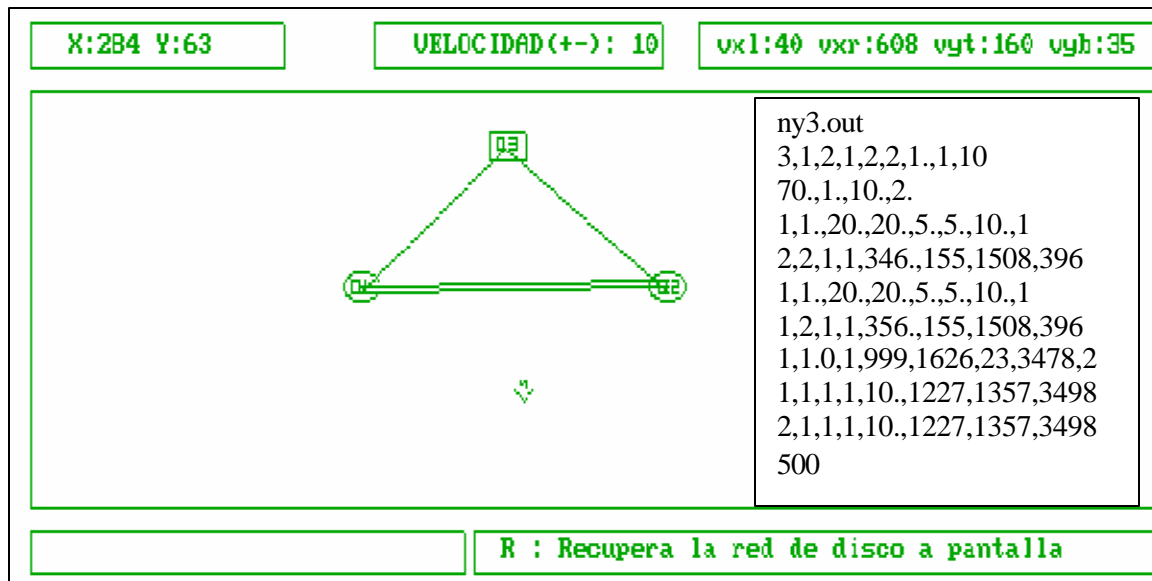 X:284 Y:63
VELOCIDAD(+-): 10
vxl:40 vxr:608 vyt:160 vyb:35
03
ny3.out
3,1,2,1,2,2,1.,1,10
70.,1.,10.,2.
1,1.,20.,20.,5.,5.,10.,1
2,2,1,1,346.,155,1508,396
1,1.,20.,20.,5.,5.,10.,1
1,2,1,1,356.,155,1508,396
1,1.0,1,999,1626,23,3478,2
1,1,1,1,10.,1227,1357,3498
2,1,1,1,10.,1227,1357,3498
500
R : Recupera la red de disco a pantalla